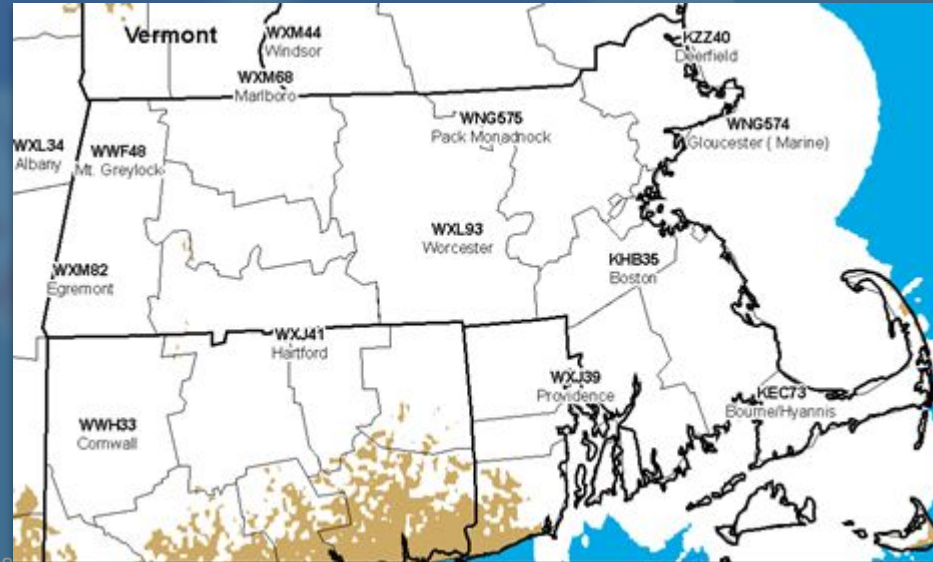 Vermont
WXM44
Windsor
KZZ40
Deerfield
WXM68
Marlboro
WNG575
Pack Monadnock
WNG574
Gloucester ( Marine)
WXL34
Albany
WWF48
Mt. Greylock
WXL93
Worcester
KHB35
Boston
WXM82
Egremont
WXJ41
Hartford
WXJ39
Providence
KEC73
Bourne/Hyannis
WWH33
Cornwall